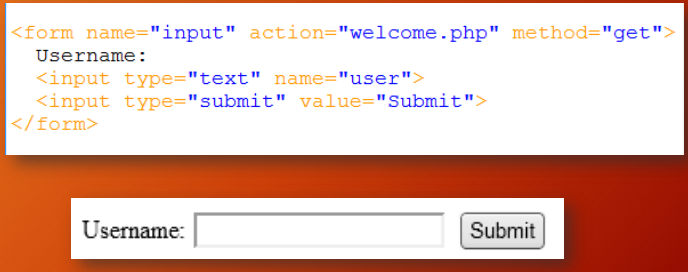 <form name="input" action="welcome.php" method="get">
  Username:
  <input type="text" name="user">
  <input type="submit" value="Submit">
</form>
Username: Submit